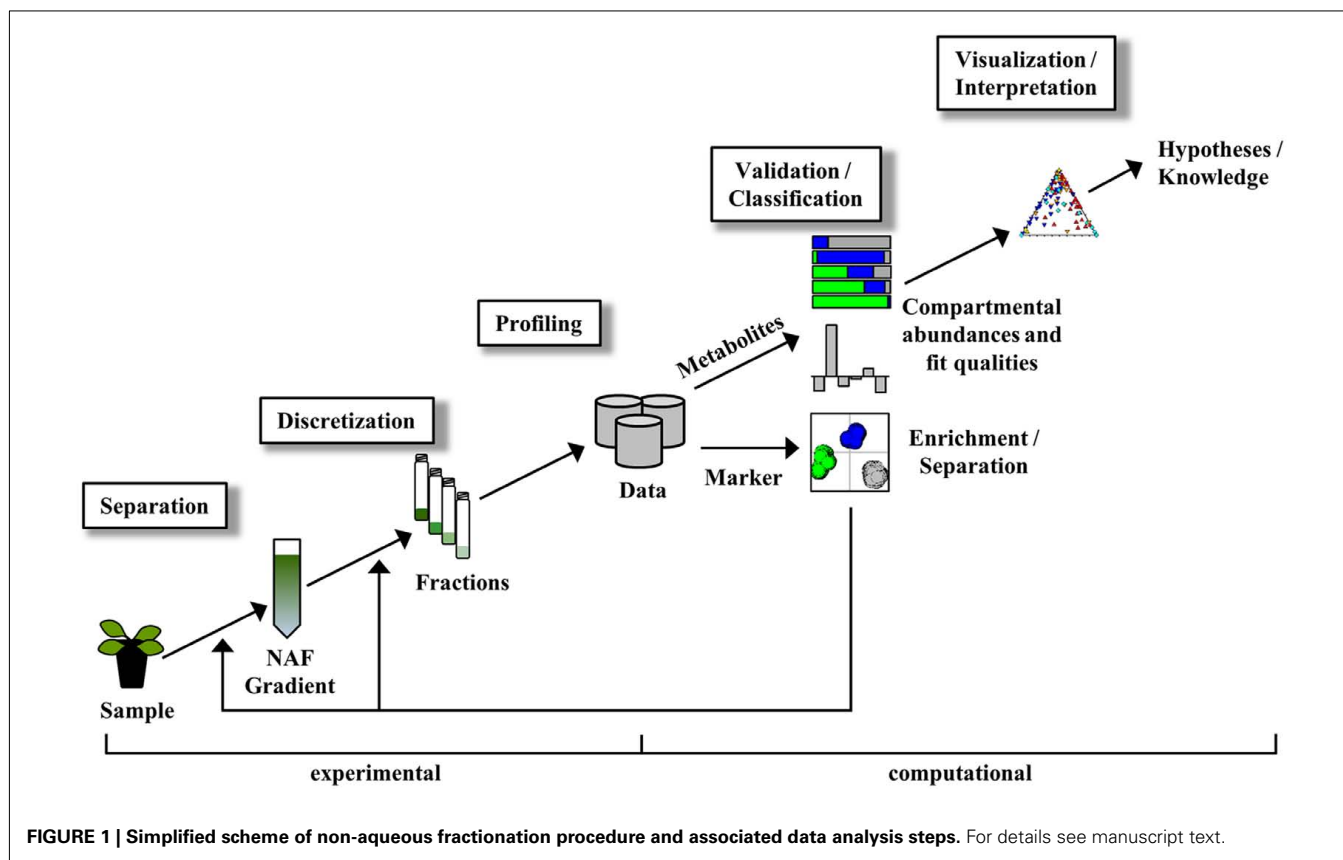 Visualization /
Interpretation
Hypotheses /
Knowledge
Validation /
Classification
Compartmental
abundances and
fit qualities
Profiling
Metabolites
Discretization
Enrichment /
Separation
Data
Marker
Separation
Fractions
NAF
Gradient
Sample
experimental
computational
FIGURE 1 | Simplified scheme of non-aqueous fractionation procedure and associated data analysis steps. For details see manuscript text.